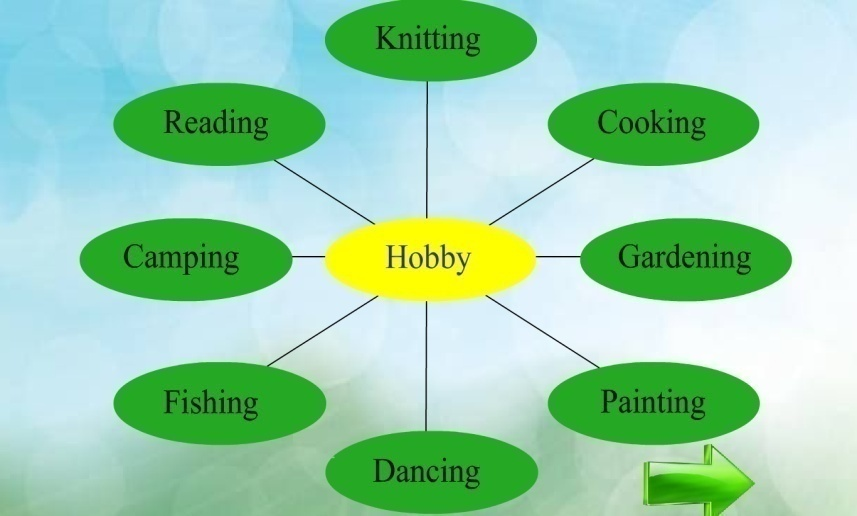 Knitting
Reading
Cooking
Camping
Hobby
Gardening
Fishing
Painting
Dancing